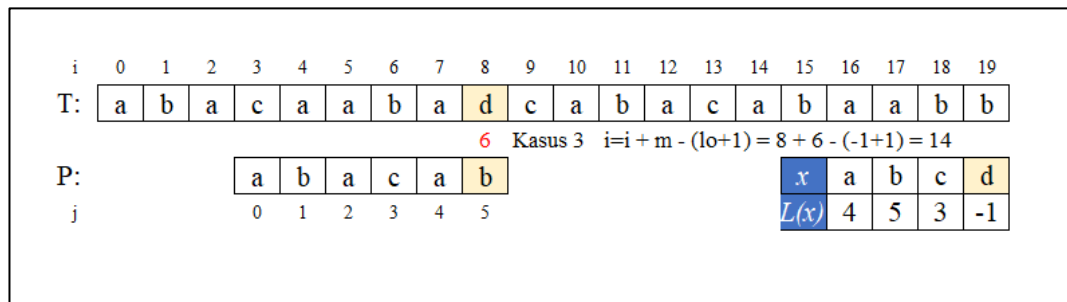 i 0 1 2 3 4 5 6 7 8 9 10 11 12 13 14 15 16 17 18 19
T: a b a c a a b a d c a b a c a b a a b b
6 Kasus 3 i=i + m - (lo+1) = 8 + 6 - (-1+1) = 14
P: a b a c a b x a b c d
j 0 1 2 3 4 5 L(x) 4 5 3 -1